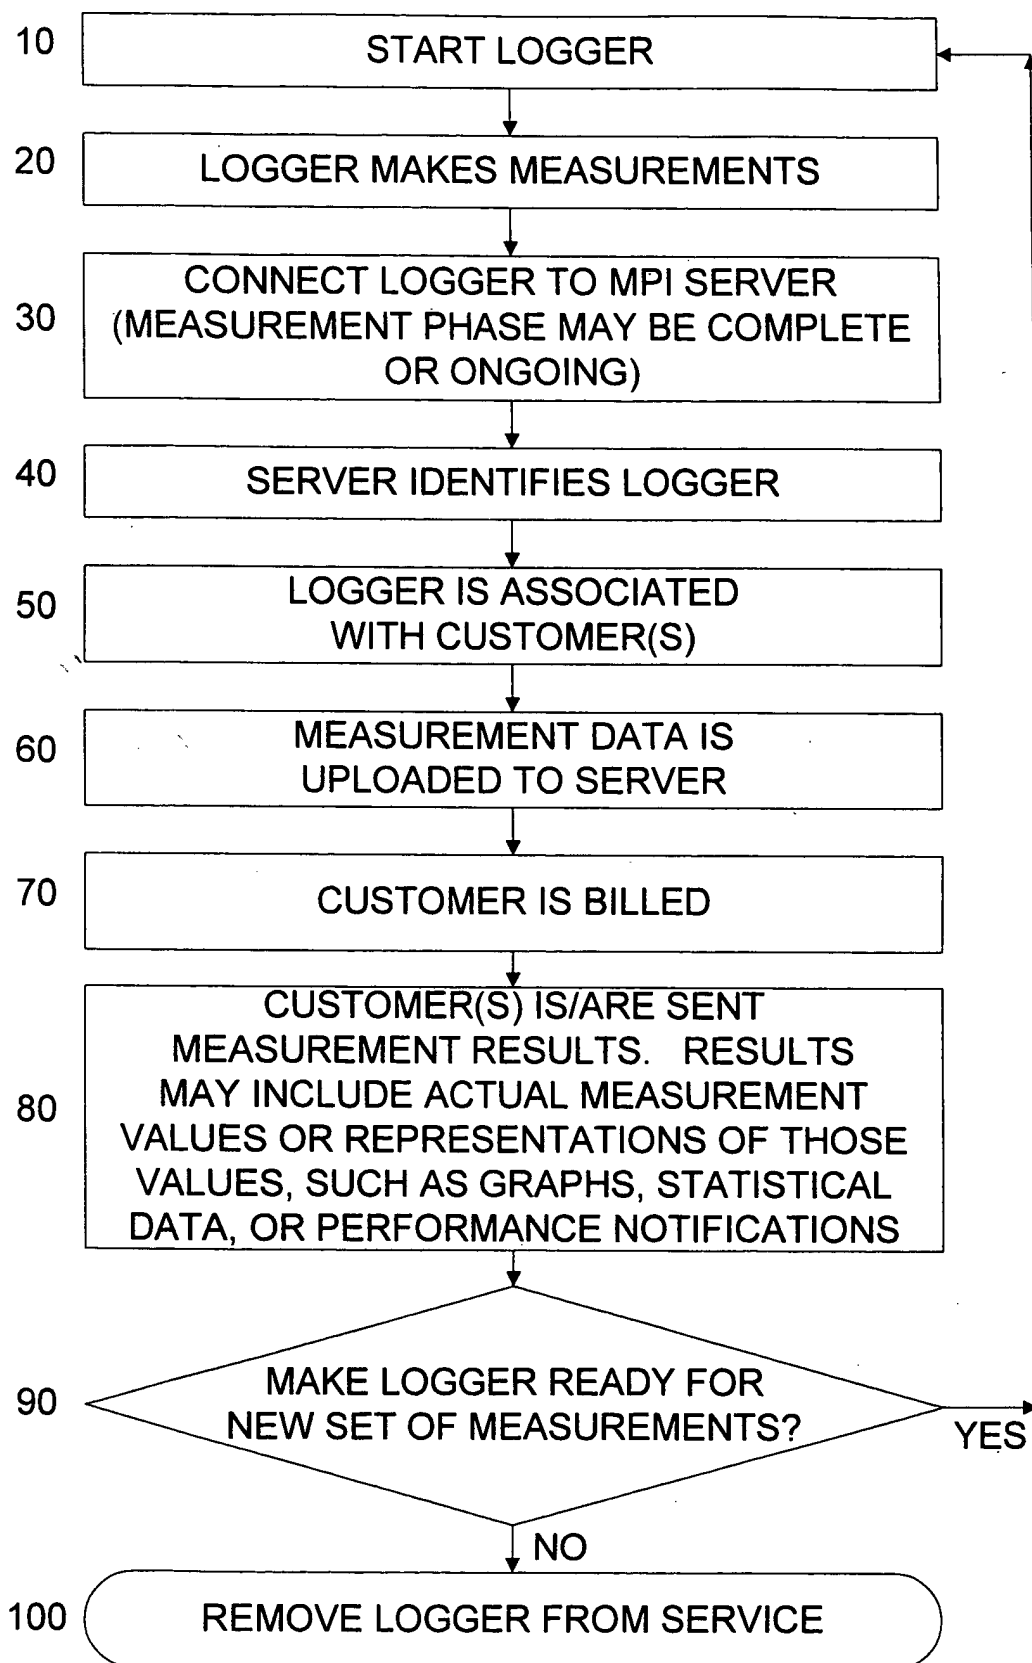 10
START LOGGER
20
LOGGER MAKES MEASUREMENTS
30
CONNECT LOGGER TO MPI SERVER
(MEASUREMENT PHASE MAY BE COMPLETE
OR ONGOING)
40
SERVER IDENTIFIES LOGGER
50
LOGGER IS ASSOCIATED
WITH CUSTOMER(S)
60
MEASUREMENT DATA IS
UPLOADED TO SERVER
70
CUSTOMER IS BILLED
80
CUSTOMER(S) IS/ARE SENT
MEASUREMENT RESULTS. RESULTS
MAY INCLUDE ACTUAL MEASUREMENT
VALUES OR REPRESENTATIONS OF THOSE
VALUES, SUCH AS GRAPHS, STATISTICAL
DATA, OR PERFORMANCE NOTIFICATIONS
90
MAKE LOGGER READY FOR
NEW SET OF MEASUREMENTS?
YES
NO
100
REMOVE LOGGER FROM SERVICE